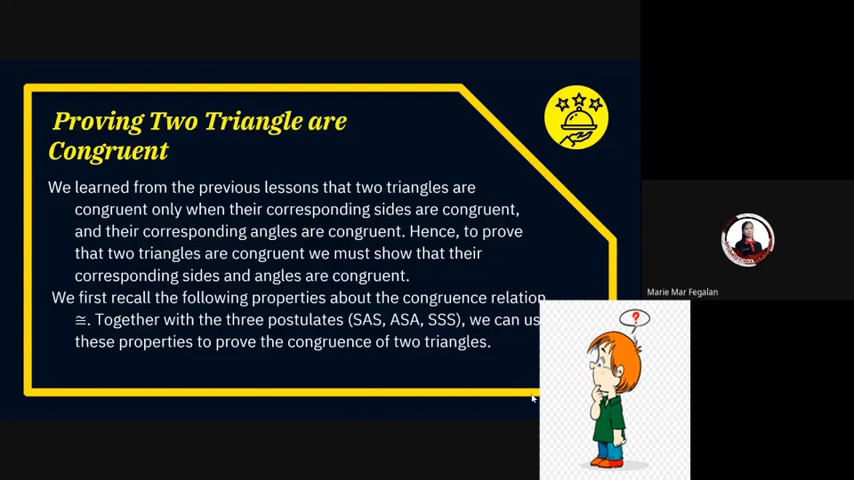 Proving Two Triangle are
Congruent
We learned from the previous lessons that two triangles are
congruent only when their corresponding sides are congruent,
and their corresponding angles are congruent. Hence, to prove
that two triangles are congruent we must show that their
corresponding sides and angles are congruent.
We first recall the following properties about the congruence relation
≅. Together with the three postulates (SAS, ASA, SSS), we can
these properties to prove the congruence of two triangles.
?
Marie Mar Fegalan